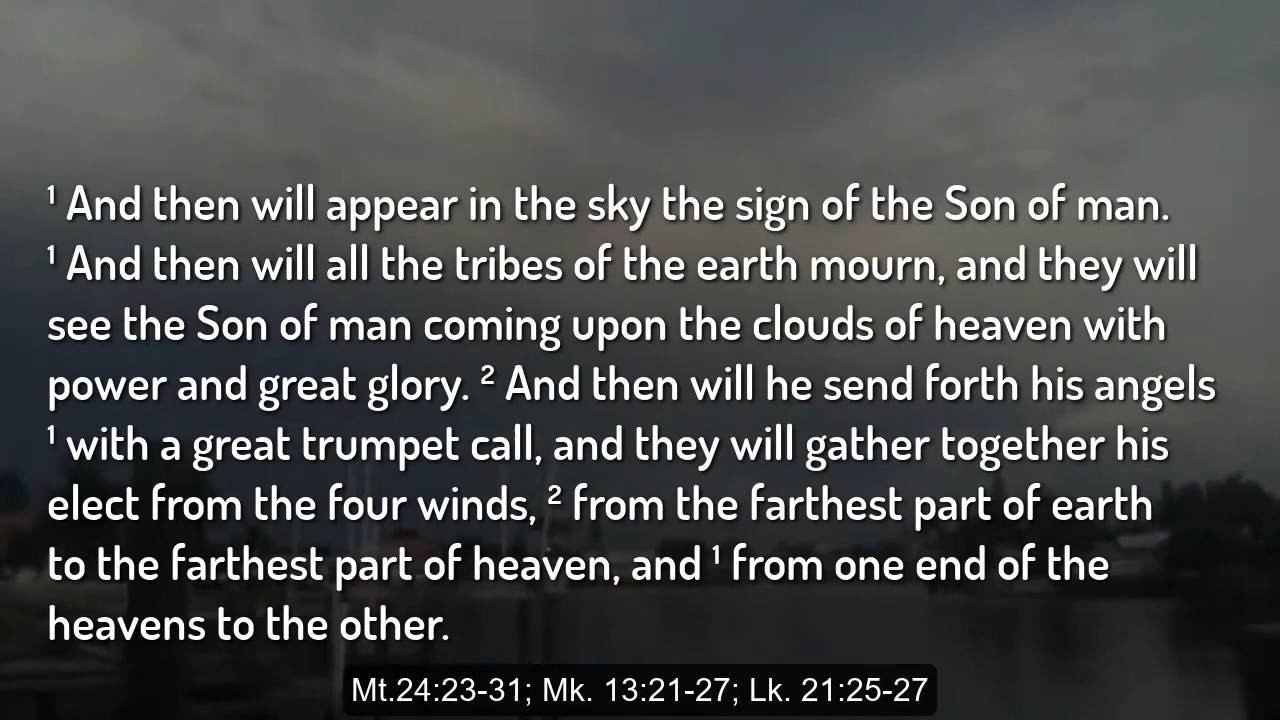 ¹ And then will appear in the sky the sign of the Son of man.
¹ And then will all the tribes of the earth mourn, and they will
see the Son of man coming upon the clouds of heaven with
power and great glory. ² And then will he send forth his angels
¹ with a great trumpet call, and they will gather together his
elect from the four winds, ² from the farthest part of earth
to the farthest part of heaven, and ¹ from one end of the
heavens to the other.
Mt.24:23-31; Mk. 13:21-27; Lk. 21:25-27